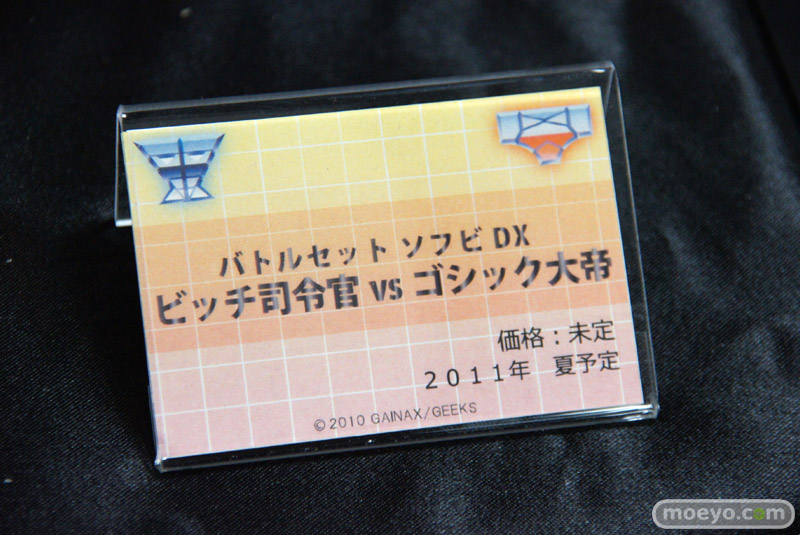 バトルセット ソフビ DX
ビッチ司令官 VS ゴシック大帝
価格：未定
2011年 夏予定
©2010 GAINAX/GEEKS
moeyo.com